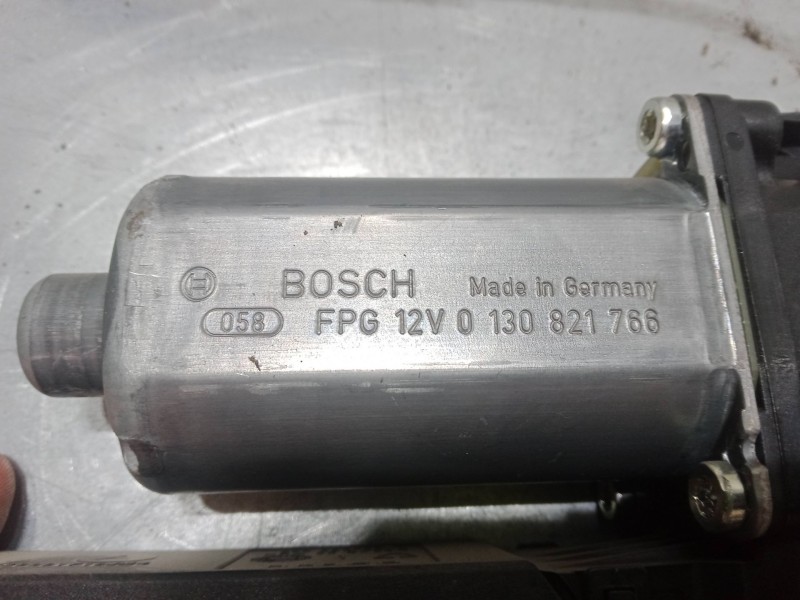 BOSCH Made in Germany
058 FPG 12V 0 130 821 766